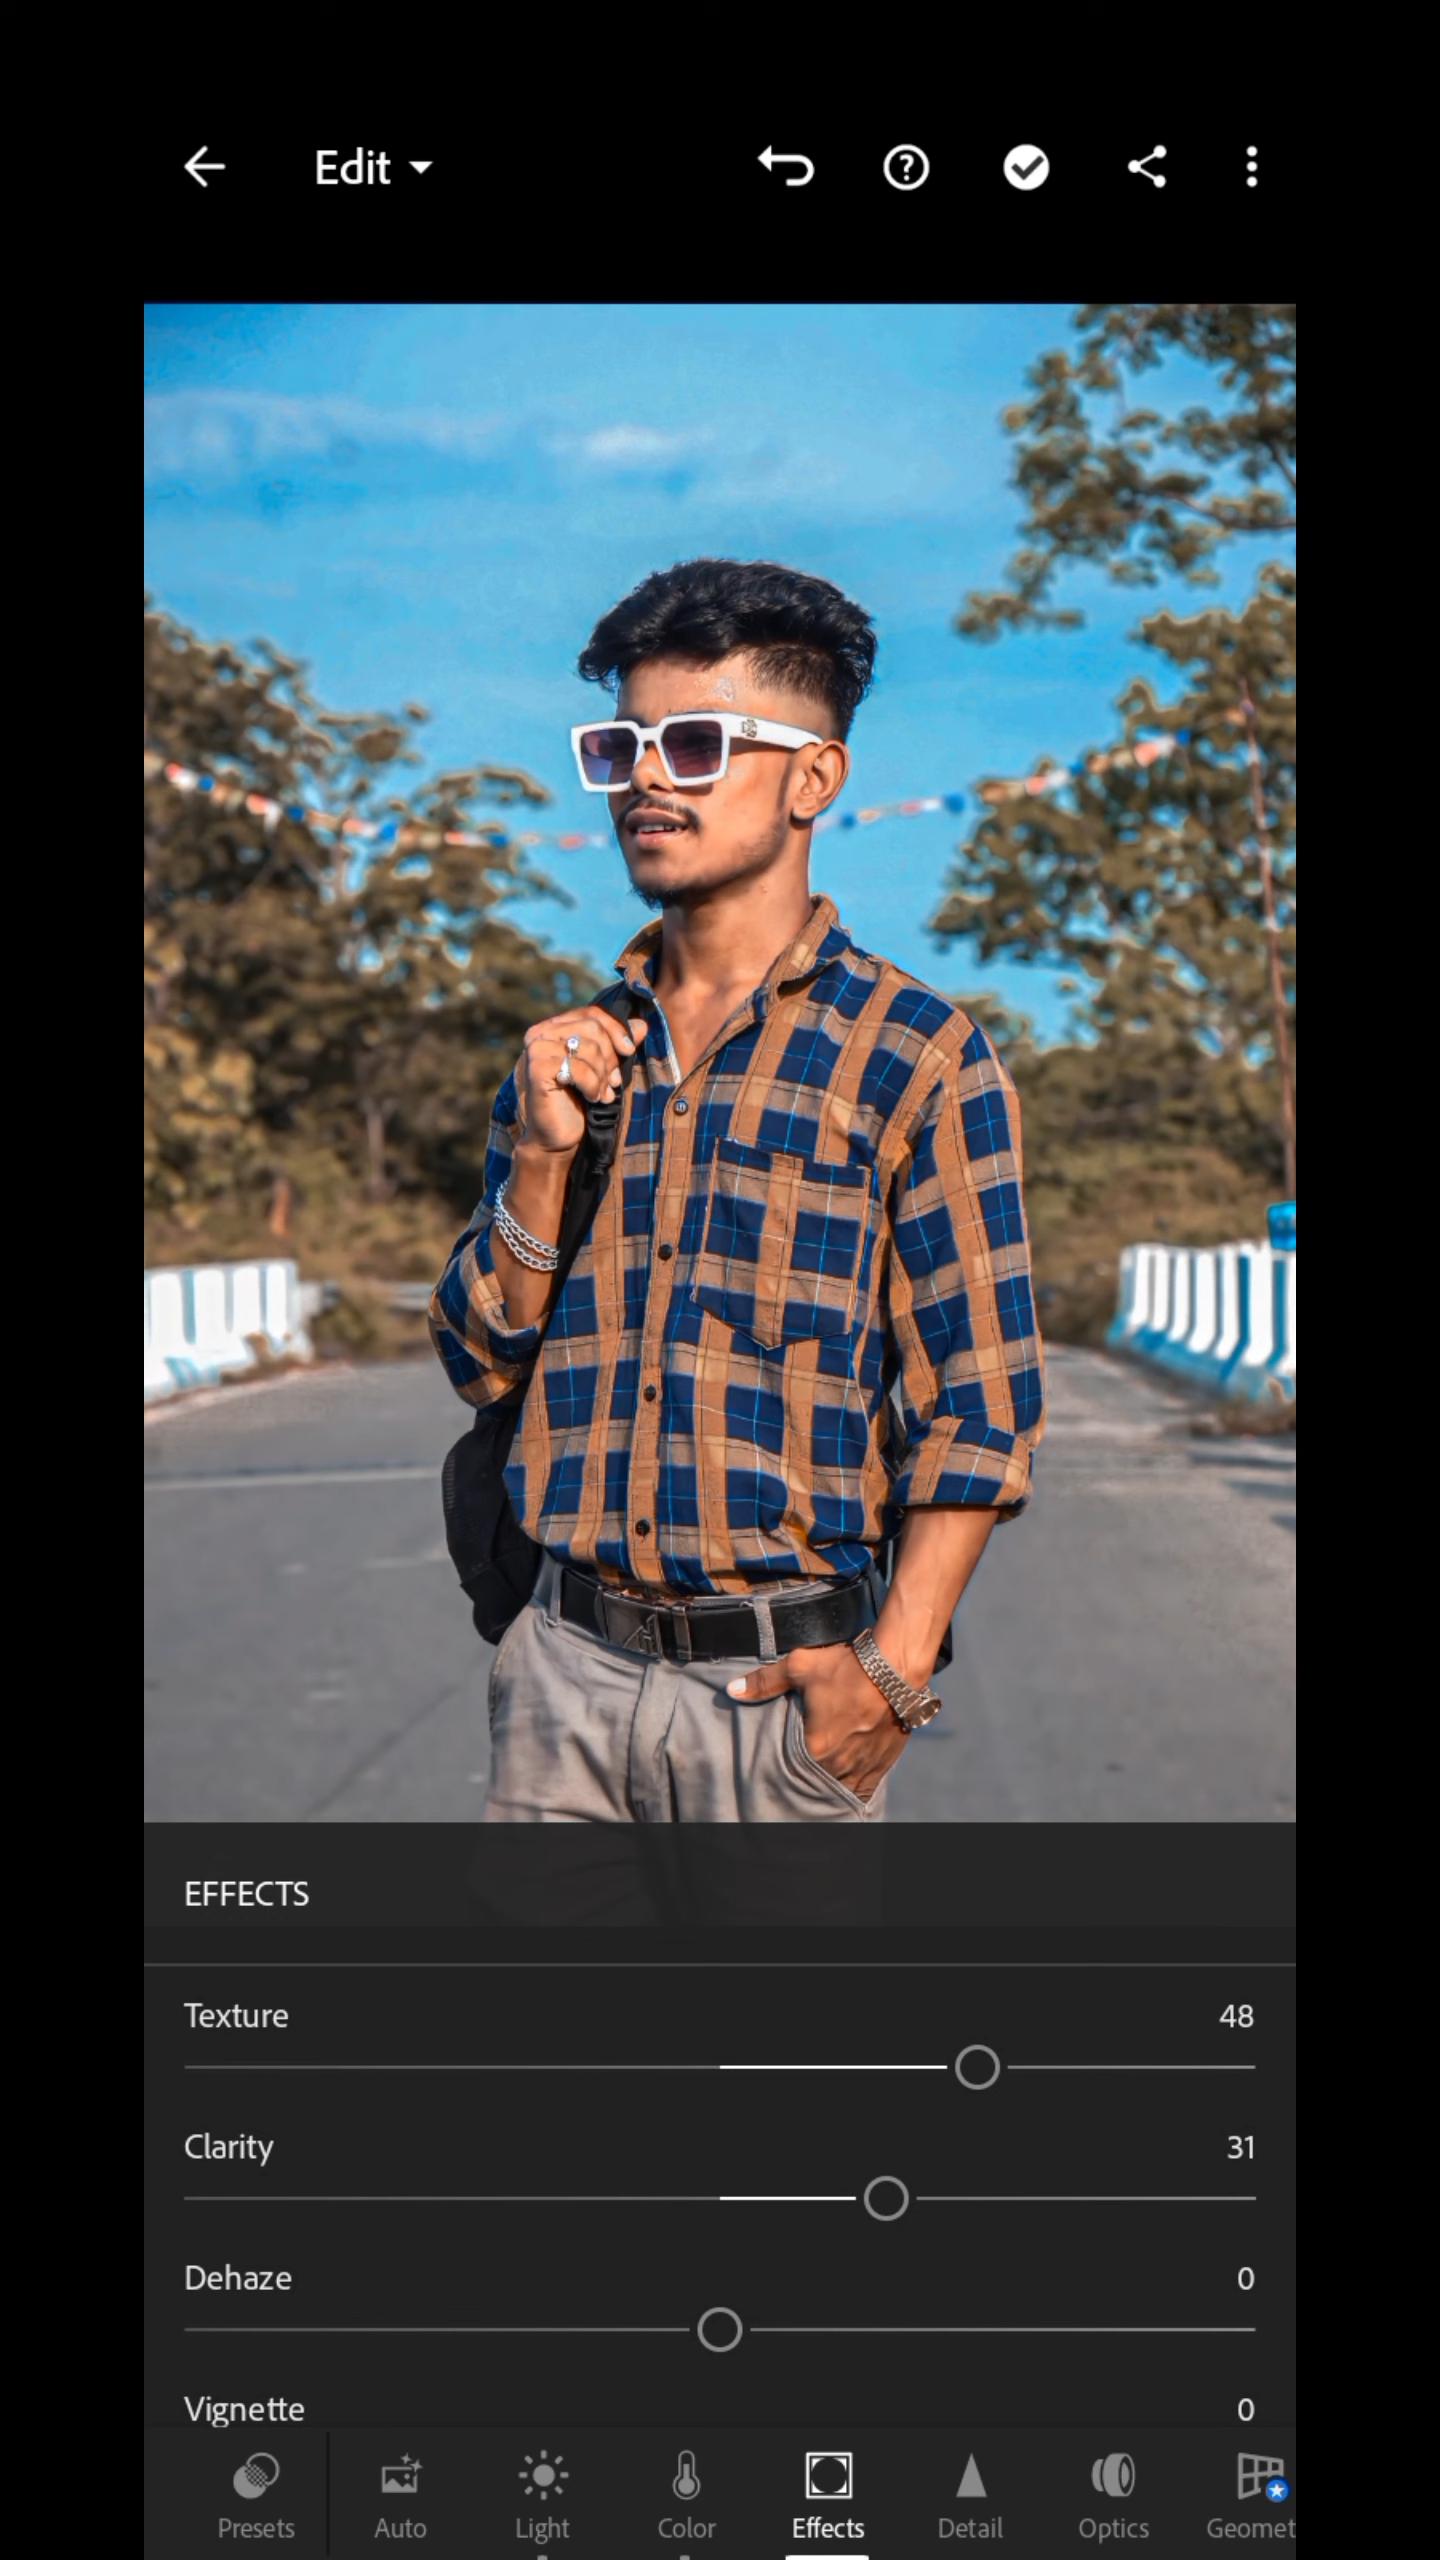 Edit
EFFECTS
Texture 48
Clarity 31
Dehaze 0
Vignette 0
Presets Auto Light Color Effects Detail Optics Geomet